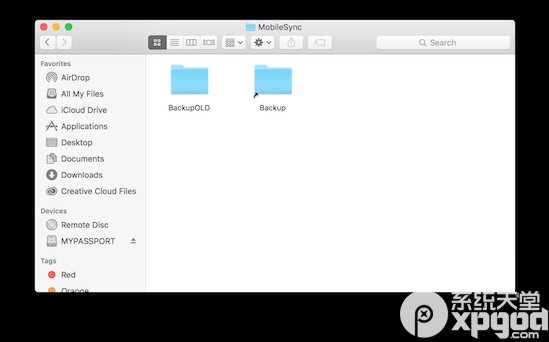 MobileSync
Search
Favorites
AirDrop
All My Files
iCloud Drive
Applications
Desktop
Documents
Downloads
Creative Cloud Files
Devices
Remote Disc
MYPASSPORT
Tags
Red
Orange
BackupOLD
Backup
系统天堂
xpgod.com